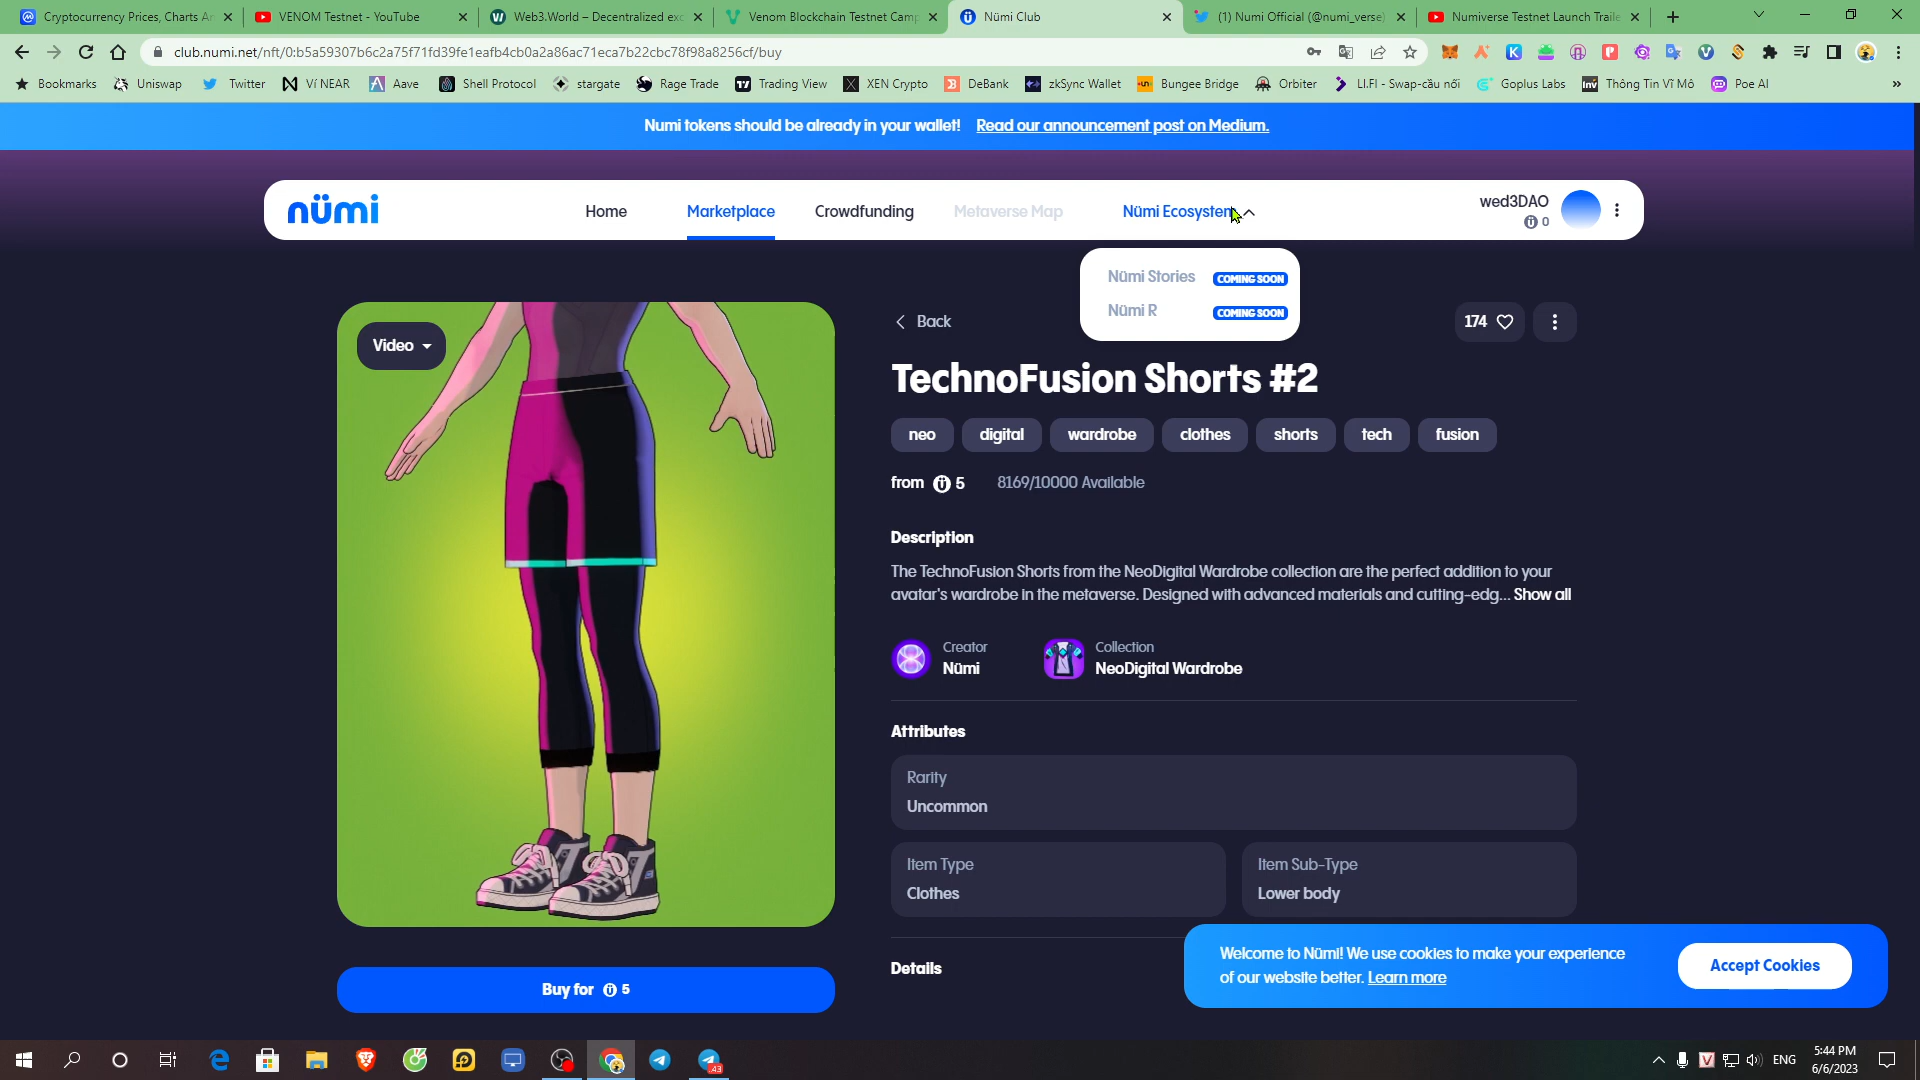 Cryptocurrency Prices, Charts Ar
VENOM Testnet - YouTube
Web3.World – Decentralized exc
Venom Blockchain Testnet Camp
Nümi Club
(1) Numi Official (@numi_verse)
Numiverse Testnet Launch Traile
club.numi.net/nft/0:b5a59307b6c2a75f71fd39fe1eafb4cb0a2a86ac71eca7b22cbc78f98a8256cf/buy
Bookmarks
Uniswap
Twitter
Ví NEAR
Aave
Shell Protocol
stargate
Rage Trade
Trading View
XEN Crypto
DeBank
zkSync Wallet
Bungee Bridge
Orbiter
LI.FI - Swap-cầu nối
Goplus Labs
Thông Tin Vĩ Mô
Poe AI
Numi tokens should be already in your wallet! Read our announcement post on Medium.
nümi
Home
Marketplace
Crowdfunding
Metaverse Map
Nümi Ecosystem
wed3DAO
0
Nümi Stories COMING SOON
Nümi R COMING SOON
Video
Back
174
TechnoFusion Shorts #2
neo
digital
wardrobe
clothes
shorts
tech
fusion
from 5 8169/10000 Available
Description
The TechnoFusion Shorts from the NeoDigital Wardrobe collection are the perfect addition to your
avatar's wardrobe in the metaverse. Designed with advanced materials and cutting-edg... Show all
Creator
Nümi
Collection
NeoDigital Wardrobe
Attributes
Rarity
Uncommon
Item Type
Clothes
Item Sub-Type
Lower body
Details
Buy for 5
Welcome to Nümi! We use cookies to make your experience
of our website better. Learn more
Accept Cookies
43
ENG
5:44 PM
6/6/2023